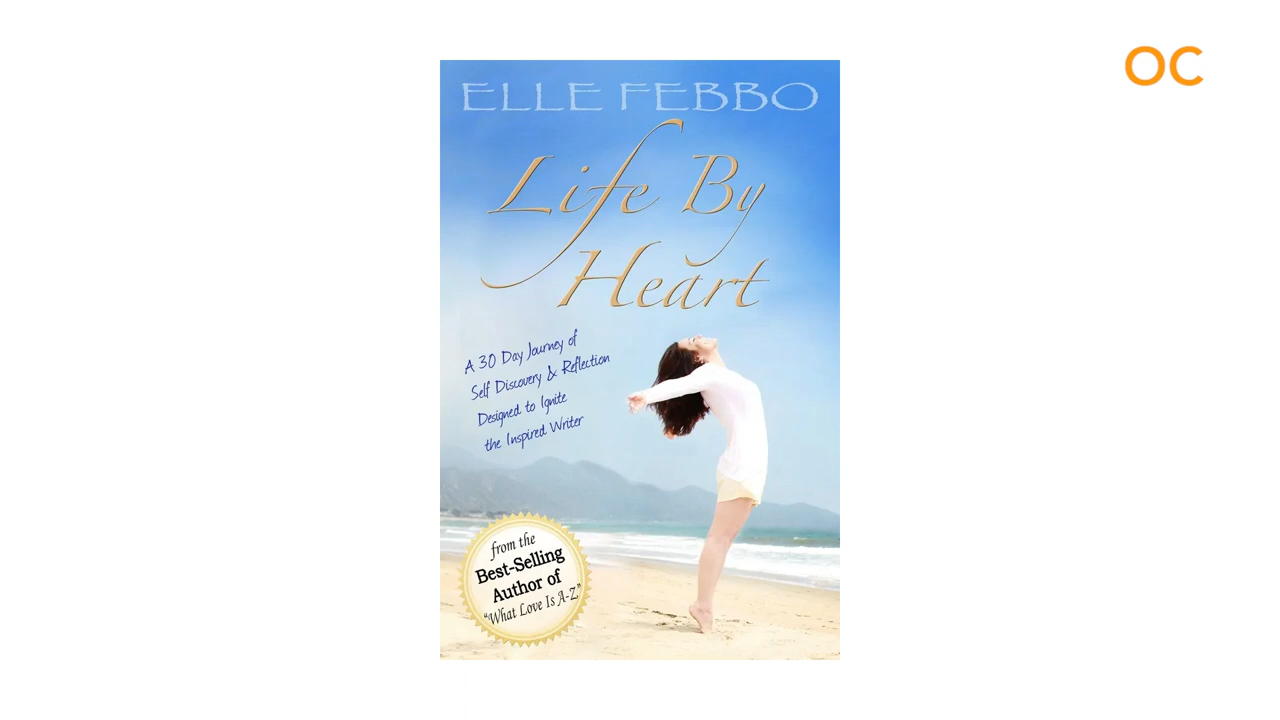 OC
ELLE FEBBO
Life By
Heart
A 30 Day Journey of
Self Discovery & Reflection
Designed to Ignite
the Inspired Writer
from the
Best-Selling
Author of
"What Love Is A-Z"